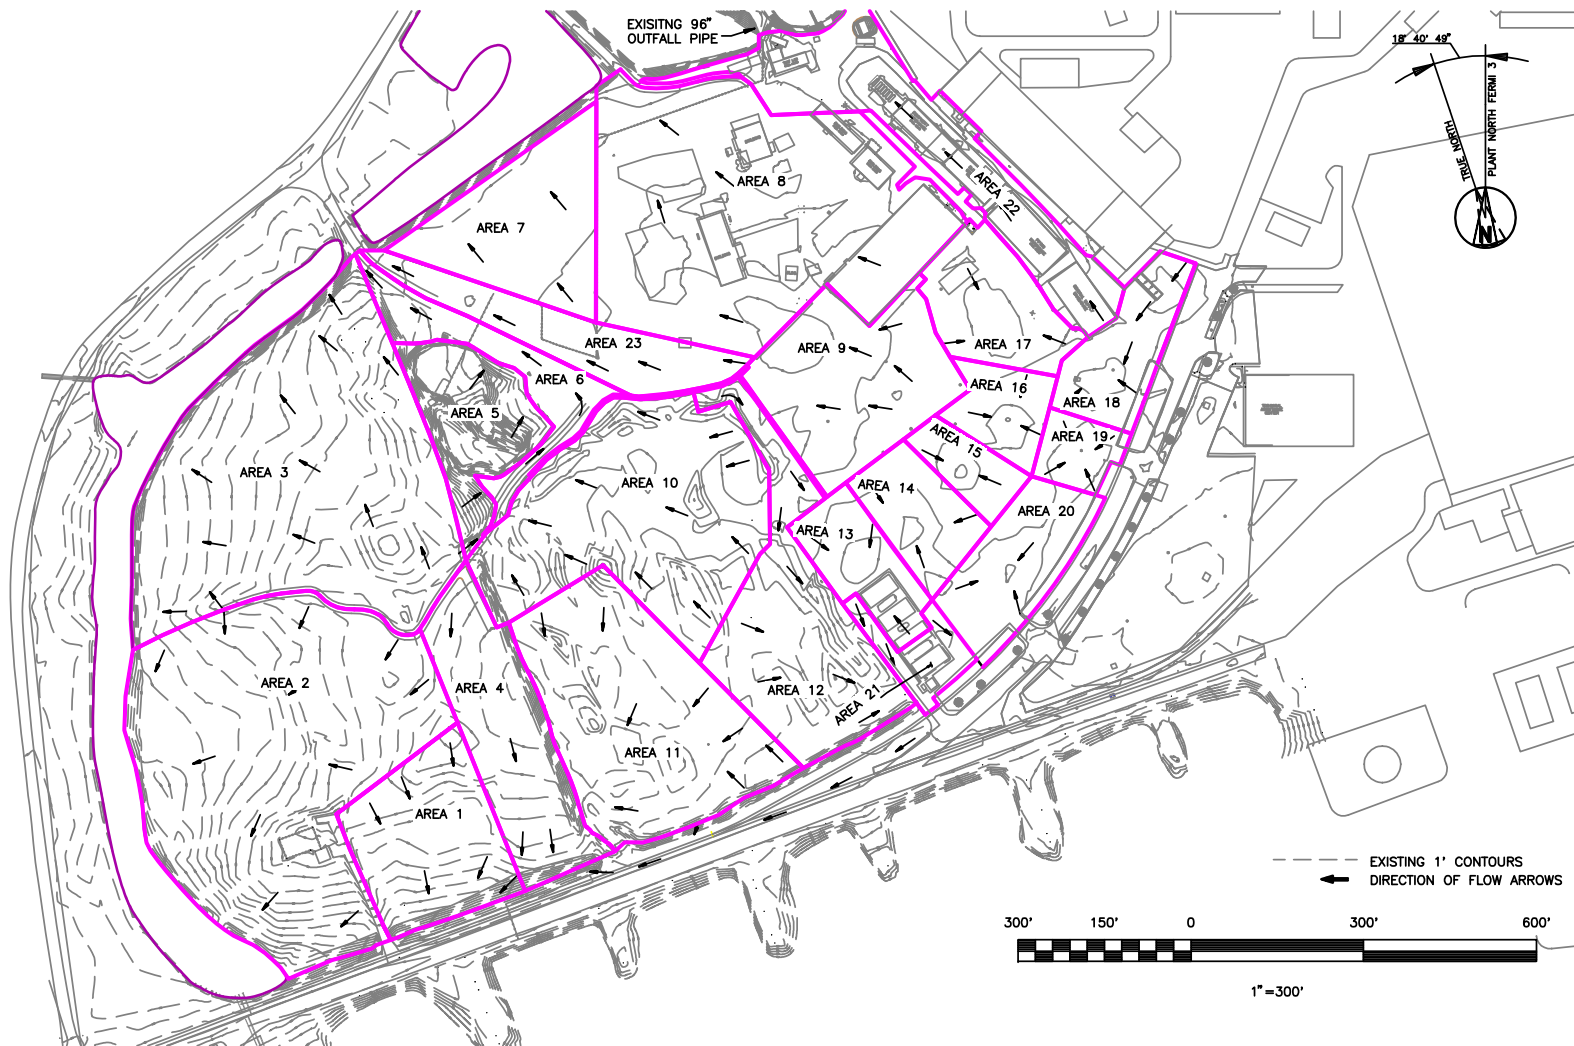 EXISITNG 96"
OUTFALL PIPE
18° 40' 49"
TRUE NORTH
PLANT NORTH FERMI 3
N
AREA 8
AREA 22
AREA 7
AREA 23
AREA 9
AREA 17
AREA 6
AREA 16
AREA 5
AREA 18
AREA 19
AREA 15
AREA 3
AREA 10
AREA 14
AREA 20
AREA 13
AREA 2
AREA 4
AREA 12
AREA 21
AREA 11
AREA 1
EXISTING 1' CONTOURS
DIRECTION OF FLOW ARROWS
300' 150' 0 300' 600'
1"=300'